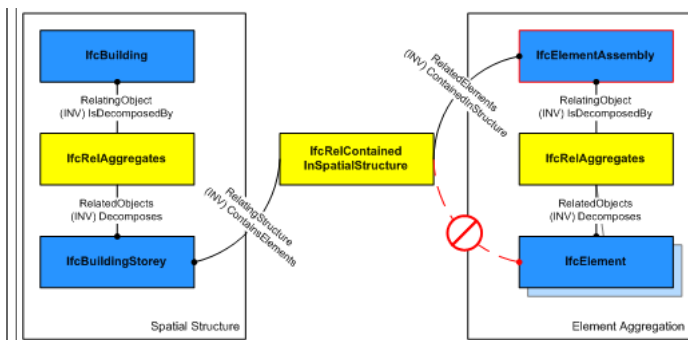 IfcBuilding
RelatingObject
(INV) IsDecomposedBy
IfcRelAggregates
RelatedObjects
(INV) Decomposes
IfcBuildingStorey
Spatial Structure
RelatingStructure
(INV) ContainsElements
IfcRelContained
InSpatialStructure
RelatedElements
(INV) ContainedInStructure
IfcElementAssembly
RelatingObject
(INV) IsDecomposedBy
IfcRelAggregates
RelatedObjects
(INV) Decomposes
IfcElement
Element Aggregation